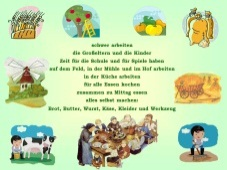 schwer arbeiten
die Großeltern und die Kinder
Zeit für die Schule und für Spiele haben
auf dem Feld, in der Mühle und im Hof arbeiten
in der Küche arbeiten
für alle Essen kochen
zusammen zu Mittag essen
alles selbst machen:
Brot, Butter, Wurst, Käse, Kleider und Werkzeug